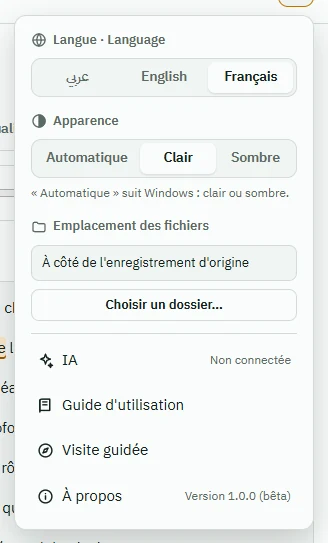 Langue · Language
عربي
English
Français
Apparence
Automatique
Clair
Sombre
« Automatique » suit Windows : clair ou sombre.
Emplacement des fichiers
À côté de l'enregistrement d'origine
Choisir un dossier...
IA
Non connectée
Guide d'utilisation
Visite guidée
À propos
Version 1.0.0 (bêta)